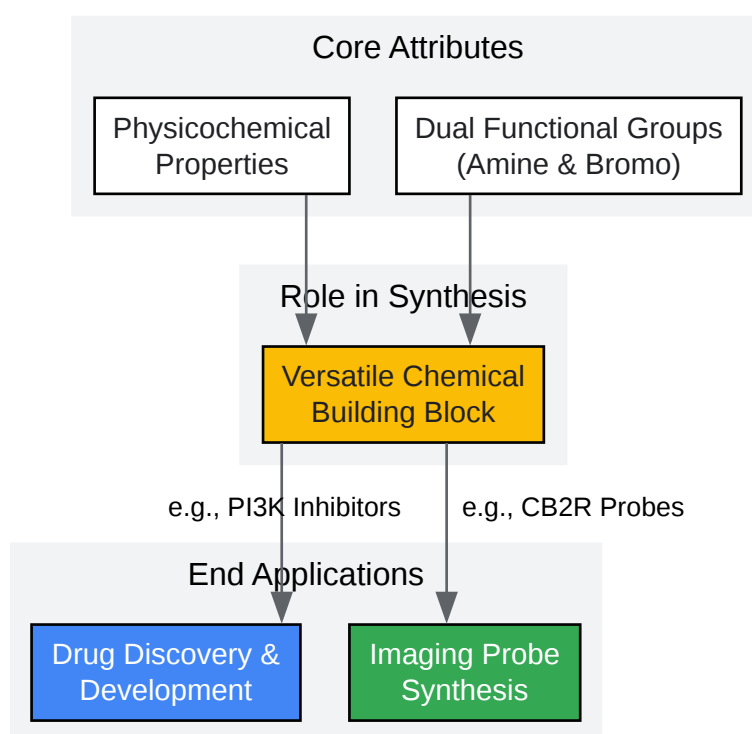 Core Attributes
Physicochemical
Properties
Dual Functional Groups
(Amine & Bromo)
Role in Synthesis
Versatile Chemical
Building Block
e.g., PI3K Inhibitors
e.g., CB2R Probes
End Applications
Drug Discovery &
Development
Imaging Probe
Synthesis